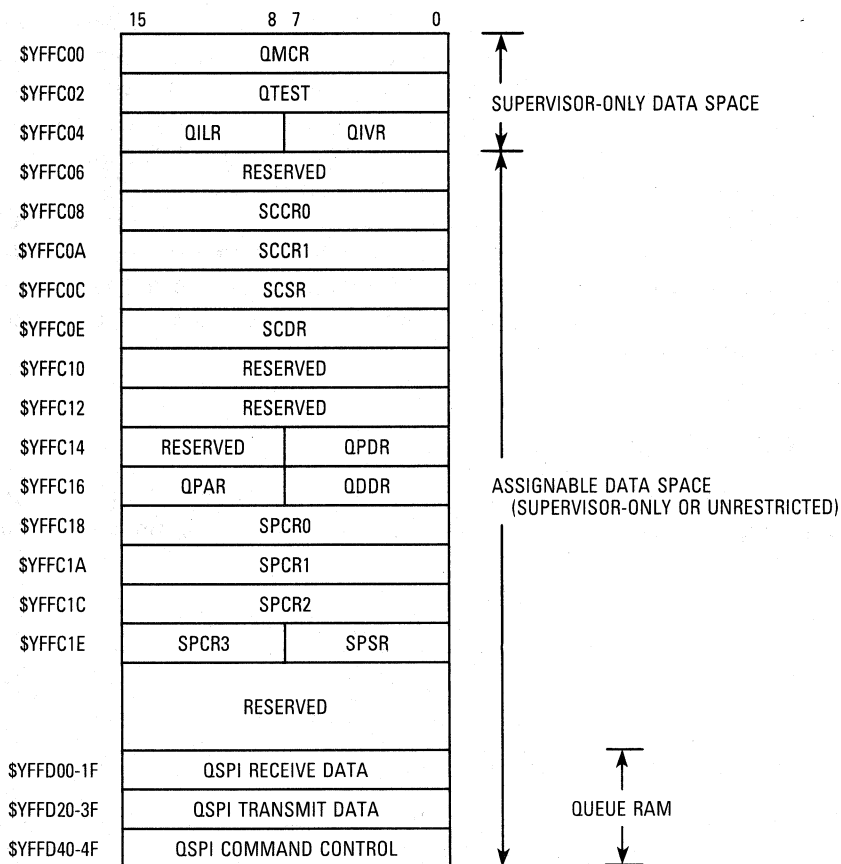 15 8 7 0
$YFFC00 QMCR
$YFFC02 QTEST
SUPERVISOR-ONLY DATA SPACE
$YFFC04 QILR QIVR
$YFFC06 RESERVED
$YFFC08 SCCR0
$YFFC0A SCCR1
$YFFC0C SCSR
$YFFC0E SCDR
$YFFC10 RESERVED
$YFFC12 RESERVED
$YFFC14 RESERVED QPDR
$YFFC16 QPAR QDDR
ASSIGNABLE DATA SPACE
(SUPERVISOR-ONLY OR UNRESTRICTED)
$YFFC18 SPCR0
$YFFC1A SPCR1
$YFFC1C SPCR2
$YFFC1E SPCR3 SPSR
RESERVED
$YFFD00-1F QSPI RECEIVE DATA
$YFFD20-3F QSPI TRANSMIT DATA QUEUE RAM
$YFFD40-4F QSPI COMMAND CONTROL